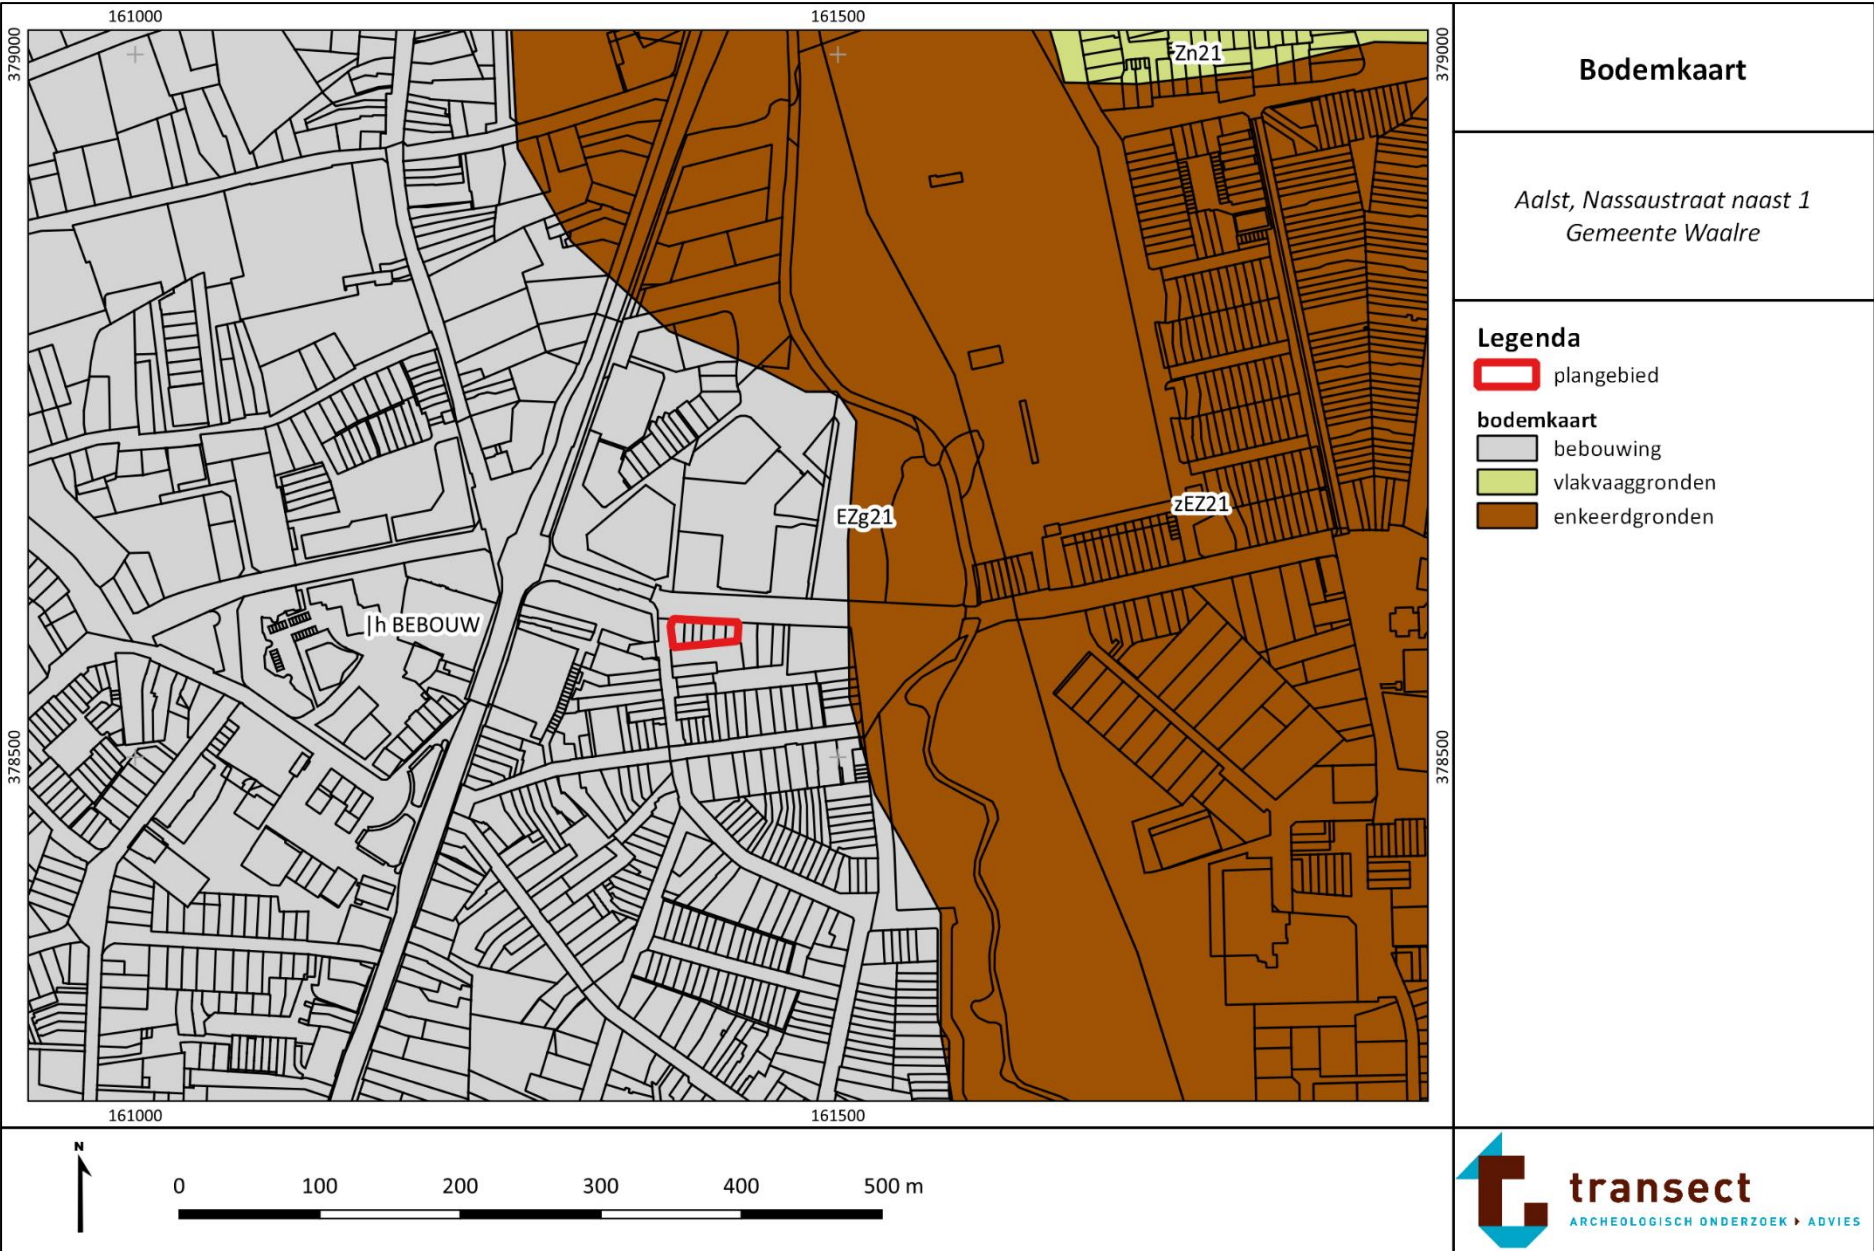 161000
161500
379000
379000
Zn21
EZg21
zEZ21
|h BEBOUW
378500
378500
161000
161500
N
0 100 200 300 400 500 m
Bodemkaart
Aalst, Nassaustraat naast 1
Gemeente Waalre
Legenda
plangebied
bodemkaart
bebouwing
vlakvaaggronden
enkeerdgronden
transect
ARCHEOLOGISCH ONDERZOEK ADVIES